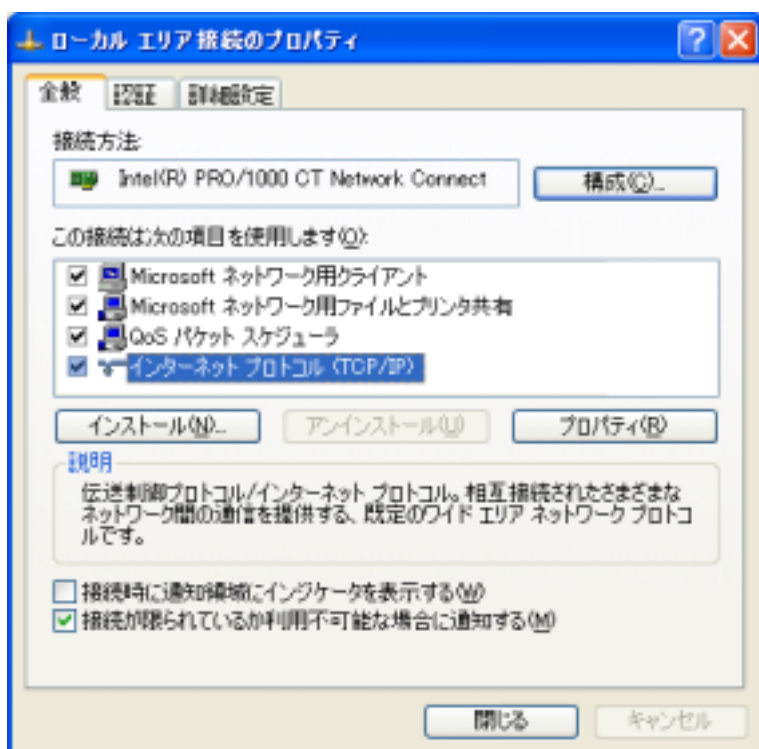 ローカル エリア接続のプロパティ
全般 認証 詳細設定
接続方法:
Intel(R) PRO/1000 CT Network Connect 構成(C)...
この接続は次の項目を使用します(O):
Microsoft ネットワーク用クライアント
Microsoft ネットワーク用ファイルとプリンタ共有
QoS パケット スケジューラ
インターネット プロトコル (TCP/IP)
インストール(N)... アンインストール(U) プロパティ(R)
説明
伝送制御プロトコル/インターネット プロトコル。相互接続されたさまざまな
ネットワーク間の通信を提供する、既定のワイド エリア ネットワーク プロトコ
ルです。
接続時に通知領域にインジケータを表示する(W)
接続が限られているか利用不可能な場合に通知する(M)
閉じる キャンセル